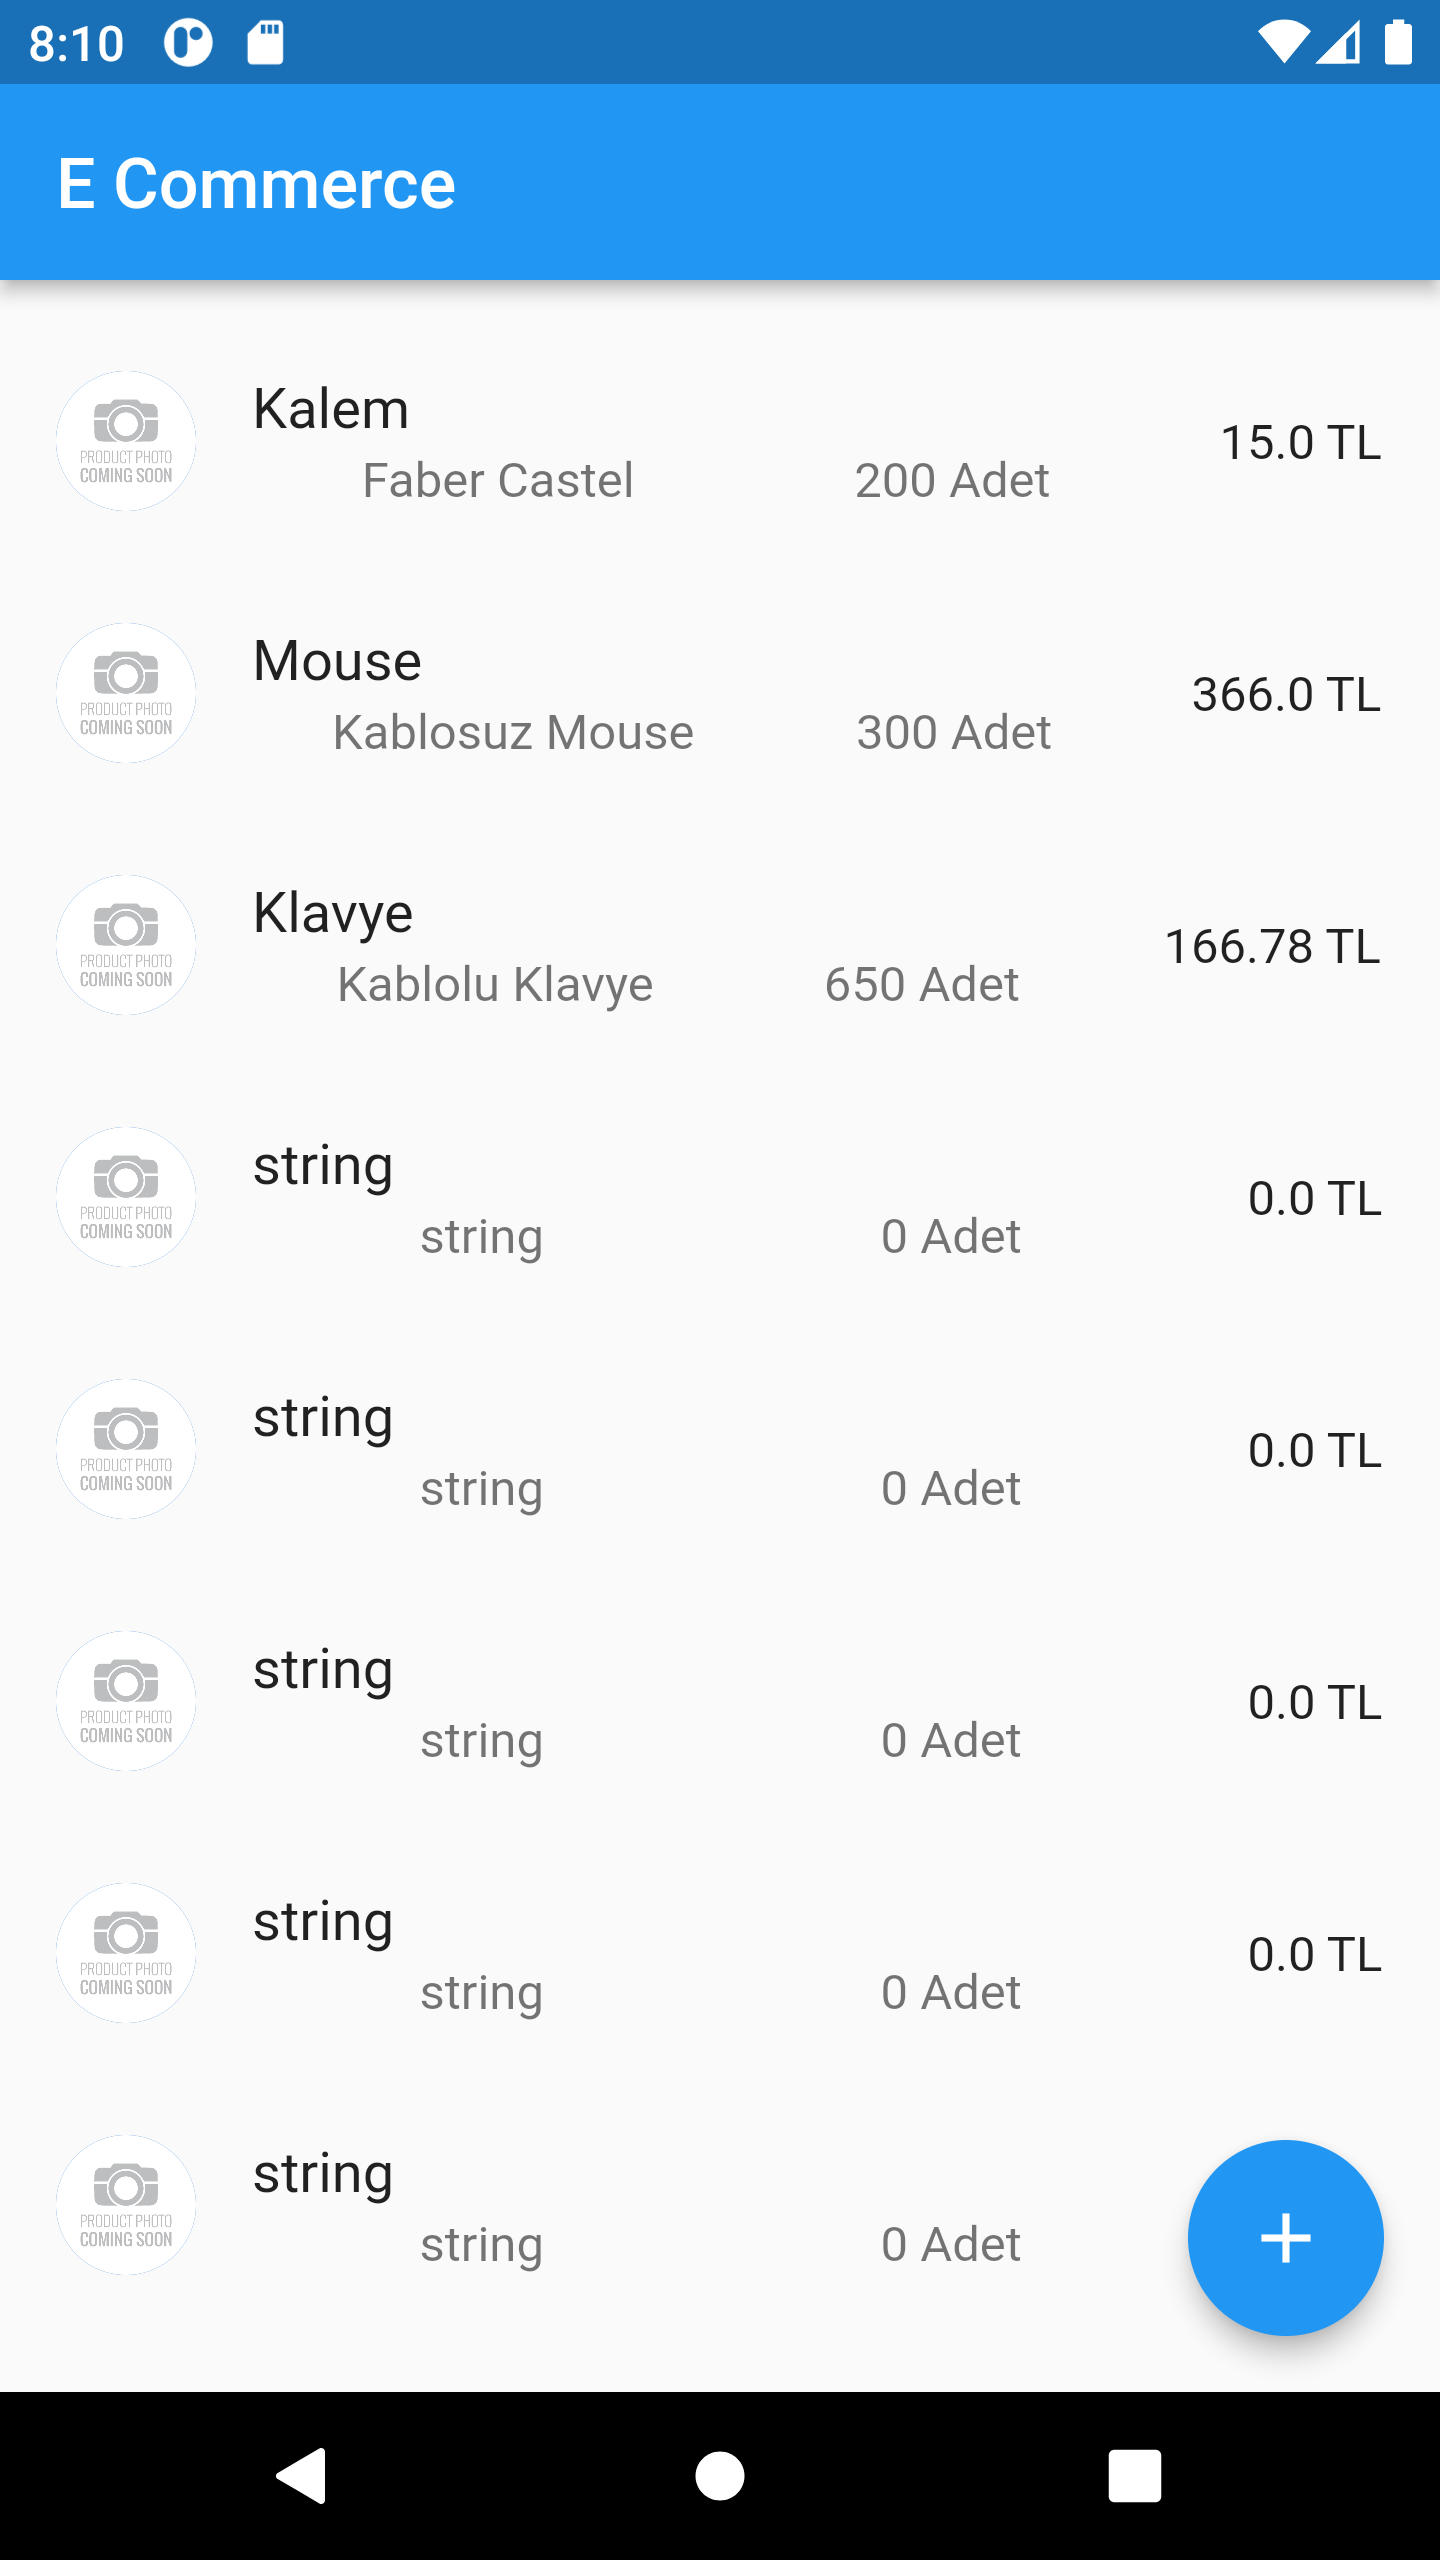 8:10
E Commerce
PRODUCT PHOTO
COMING SOON
Kalem
Faber Castel 200 Adet
15.0 TL
PRODUCT PHOTO
COMING SOON
Mouse
Kablosuz Mouse 300 Adet
366.0 TL
PRODUCT PHOTO
COMING SOON
Klavye
Kablolu Klavye 650 Adet
166.78 TL
PRODUCT PHOTO
COMING SOON
string
string 0 Adet
0.0 TL
PRODUCT PHOTO
COMING SOON
string
string 0 Adet
0.0 TL
PRODUCT PHOTO
COMING SOON
string
string 0 Adet
0.0 TL
PRODUCT PHOTO
COMING SOON
string
string 0 Adet
0.0 TL
PRODUCT PHOTO
COMING SOON
string
string 0 Adet